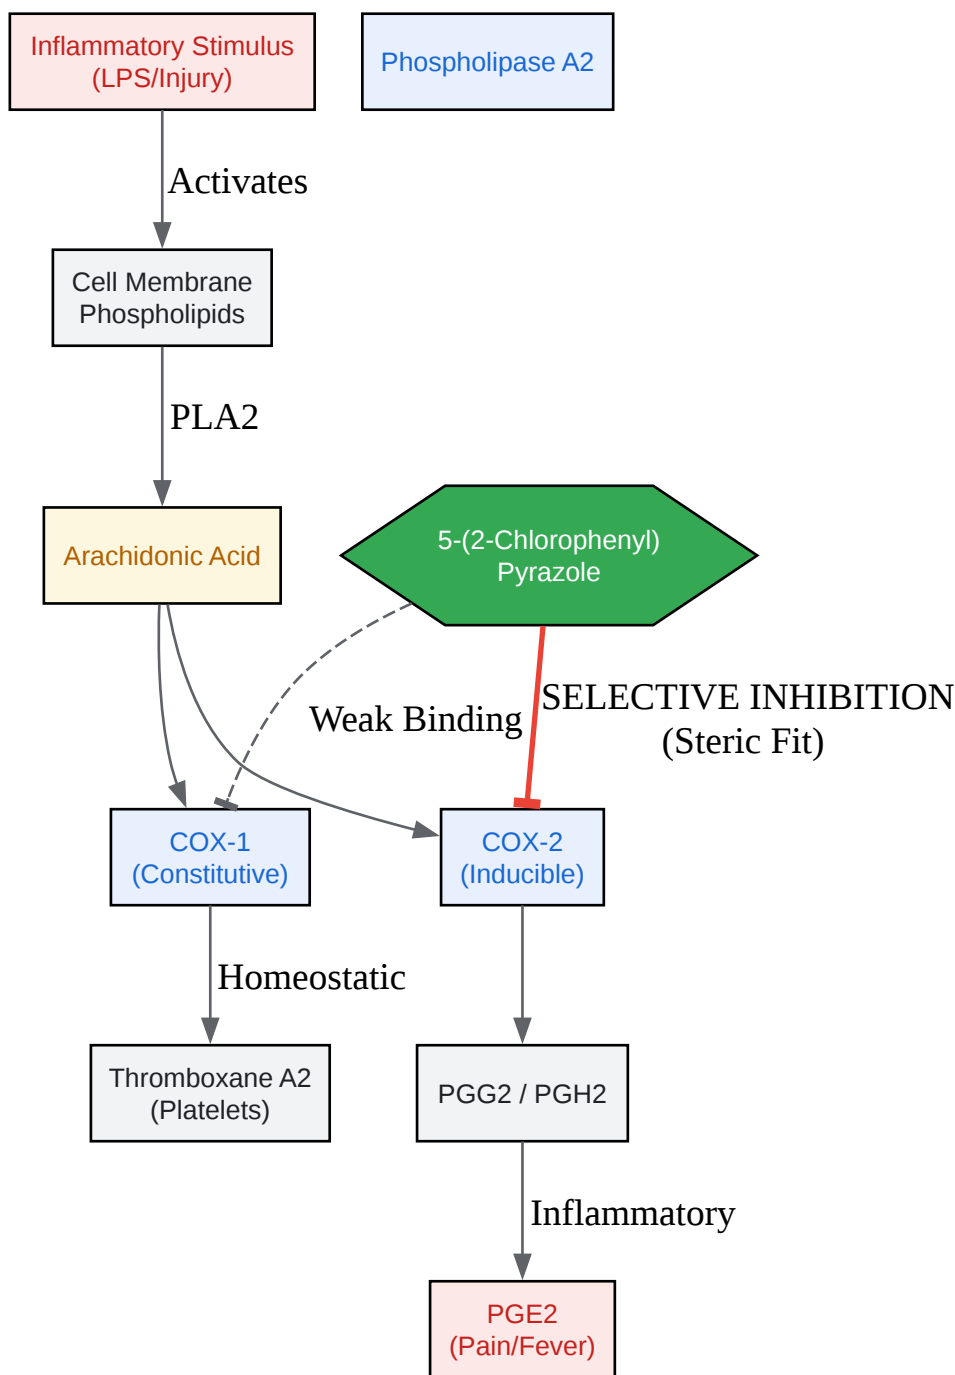 Inflammatory Stimulus
(LPS/Injury)
Phospholipase A2
Activates
Cell Membrane
Phospholipids
PLA2
Arachidonic Acid
5-(2-Chlorophenyl)
Pyrazole
Weak Binding
SELECTIVE INHIBITION
(Steric Fit)
COX-1
(Constitutive)
COX-2
(Inducible)
Homeostatic
Thromboxane A2
(Platelets)
PGG2 / PGH2
Inflammatory
PGE2
(Pain/Fever)